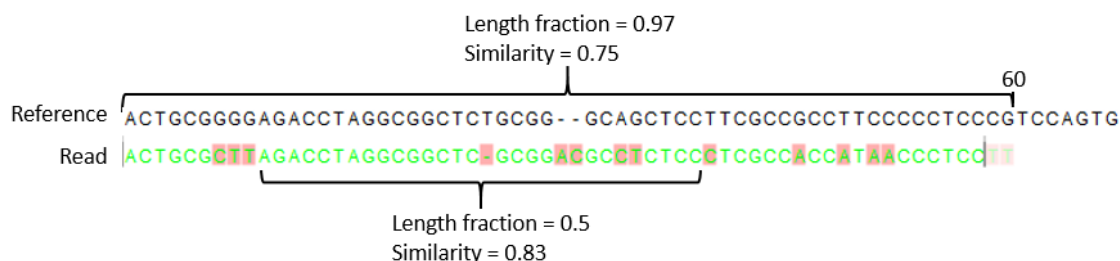 Length fraction = 0.97
Similarity = 0.75
60
Reference ACTGCGGGGAGACCTAGGCGGCTCTGCGG--GCAGCTCCTTCGCCGCCTTCCCCCTCCCGTCCAGTG
Read ACTGCGCTTAGACCTAGGCGGCTC-GCGGACGCCTCTCCCTCGCCACCATAACCCTCCTT
Length fraction = 0.5
Similarity = 0.83